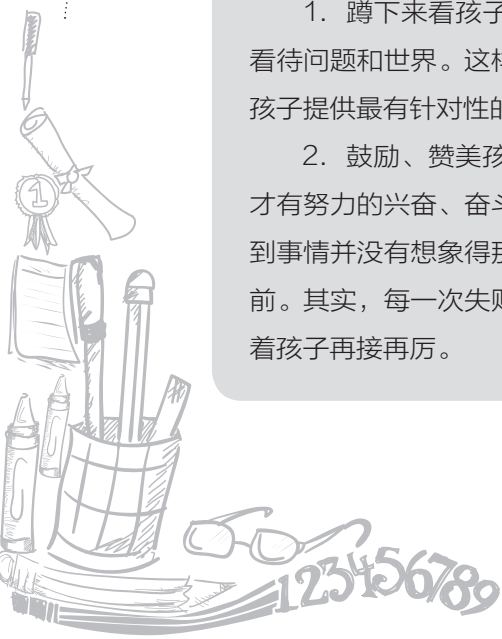 1. 蹲下来看孩子
看待问题和世界。这样
孩子提供最有针对性的
2. 鼓励、赞美孩
才有努力的兴奋、奋斗
到事情并没有想象得那
前。其实,每一次失败
着孩子再接再厉。
1
123456789